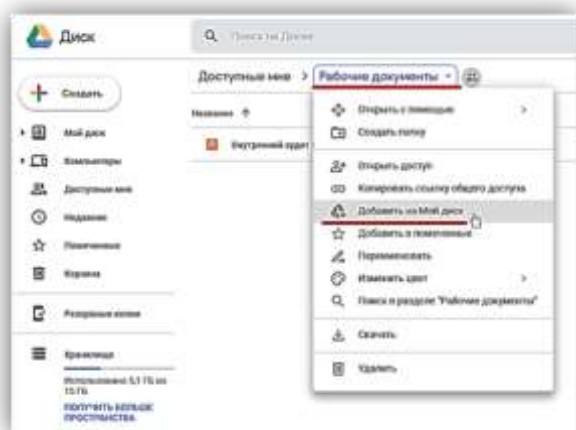 Диск
Поиск на Диске
Создать
Мой диск
Компьютеры
Доступные мне
Недавние
Помеченные
Корзина
Резервные копии
Хранилище
Использовано 5,1 ГБ из
15 ГБ
ПОЛУЧИТЬ БОЛЬШЕ
ПРОСТРАНСТВА
Доступные мне > Рабочие документы
Название
Внутренний аудит
Открыть с помощью
Создать папку
Открыть доступ
Копировать ссылку общего доступа
Добавить на Мой диск
Добавить в помеченные
Переименовать
Изменить цвет
Поиск в разделе "Рабочие документы"
Скачать
Удалить